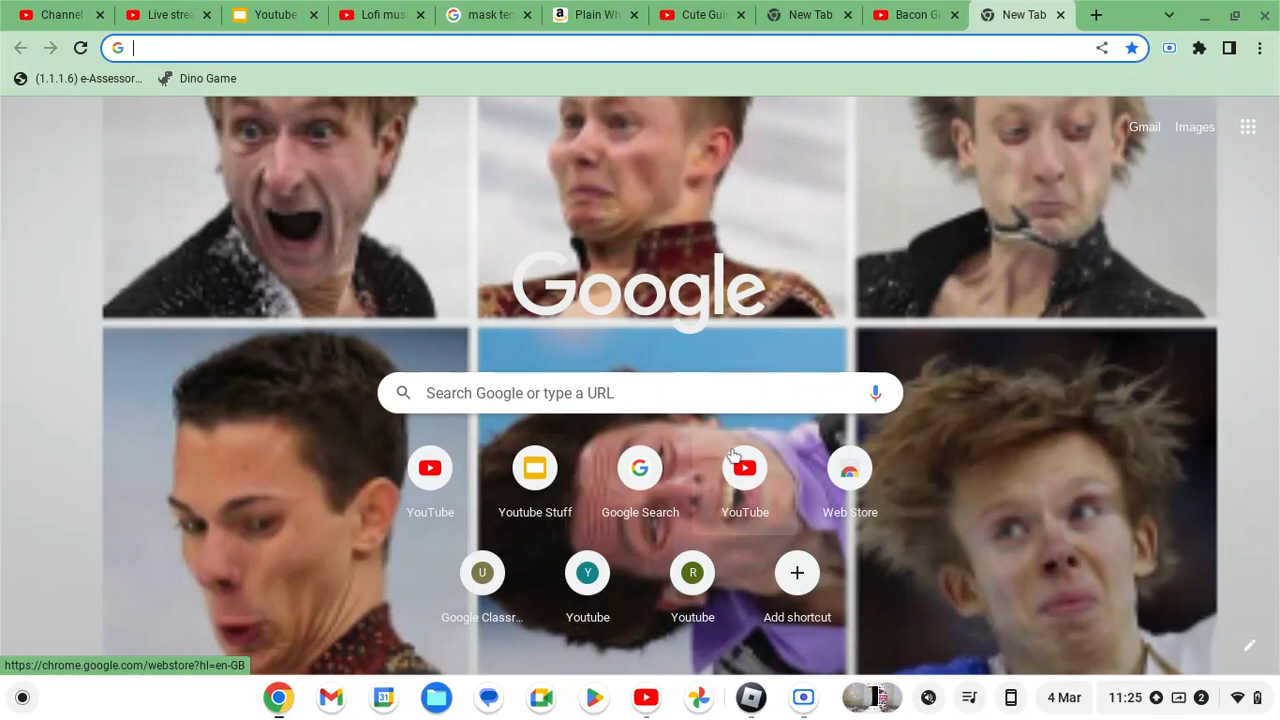 Channel
Live strea
Youtube
Lofi mus
mask tem
Plain Wh
Cute Gui
New Tab
Bacon Gi
New Tab
(1.1.1.6) e-Assessor...
Dino Game
Gmail
Images
Google
Search Google or type a URL
YouTube
Youtube Stuff
Google Search
YouTube
Web Store
U
Y
R
Google Classr...
Youtube
Youtube
Add shortcut
https://chrome.google.com/webstore?hl=en-GB
31
4 Mar
11:25
2